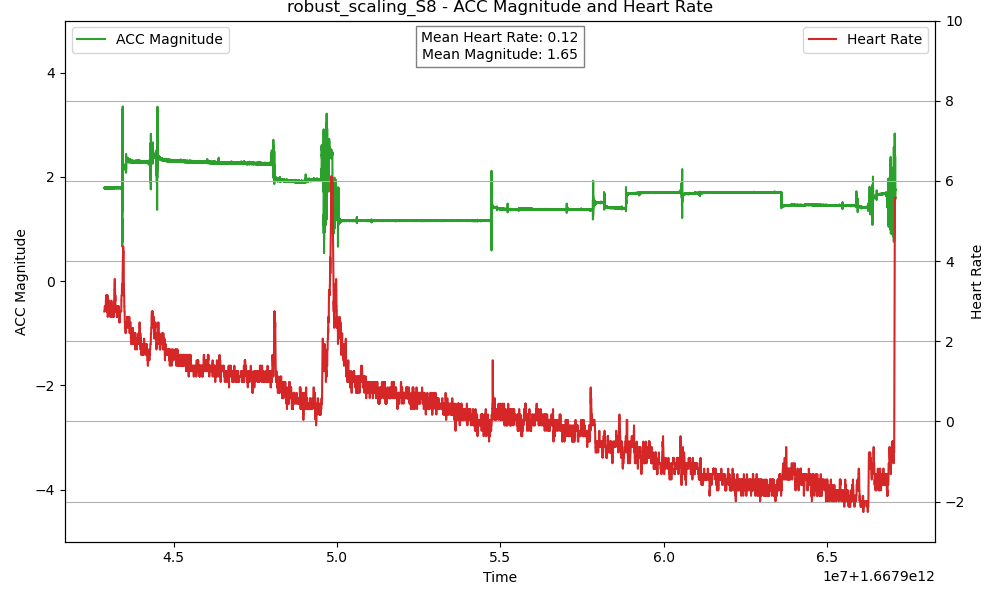 robust_scaling_S8 - ACC Magnitude and Heart Rate
ACC Magnitude
Mean Heart Rate: 0.12
Mean Magnitude: 1.65
Heart Rate
4
2
0
−2
−4
ACC Magnitude
10
8
6
4
2
0
−2
Heart Rate
4.5
5.0
5.5
6.0
6.5
Time
1e7+1.6679e12